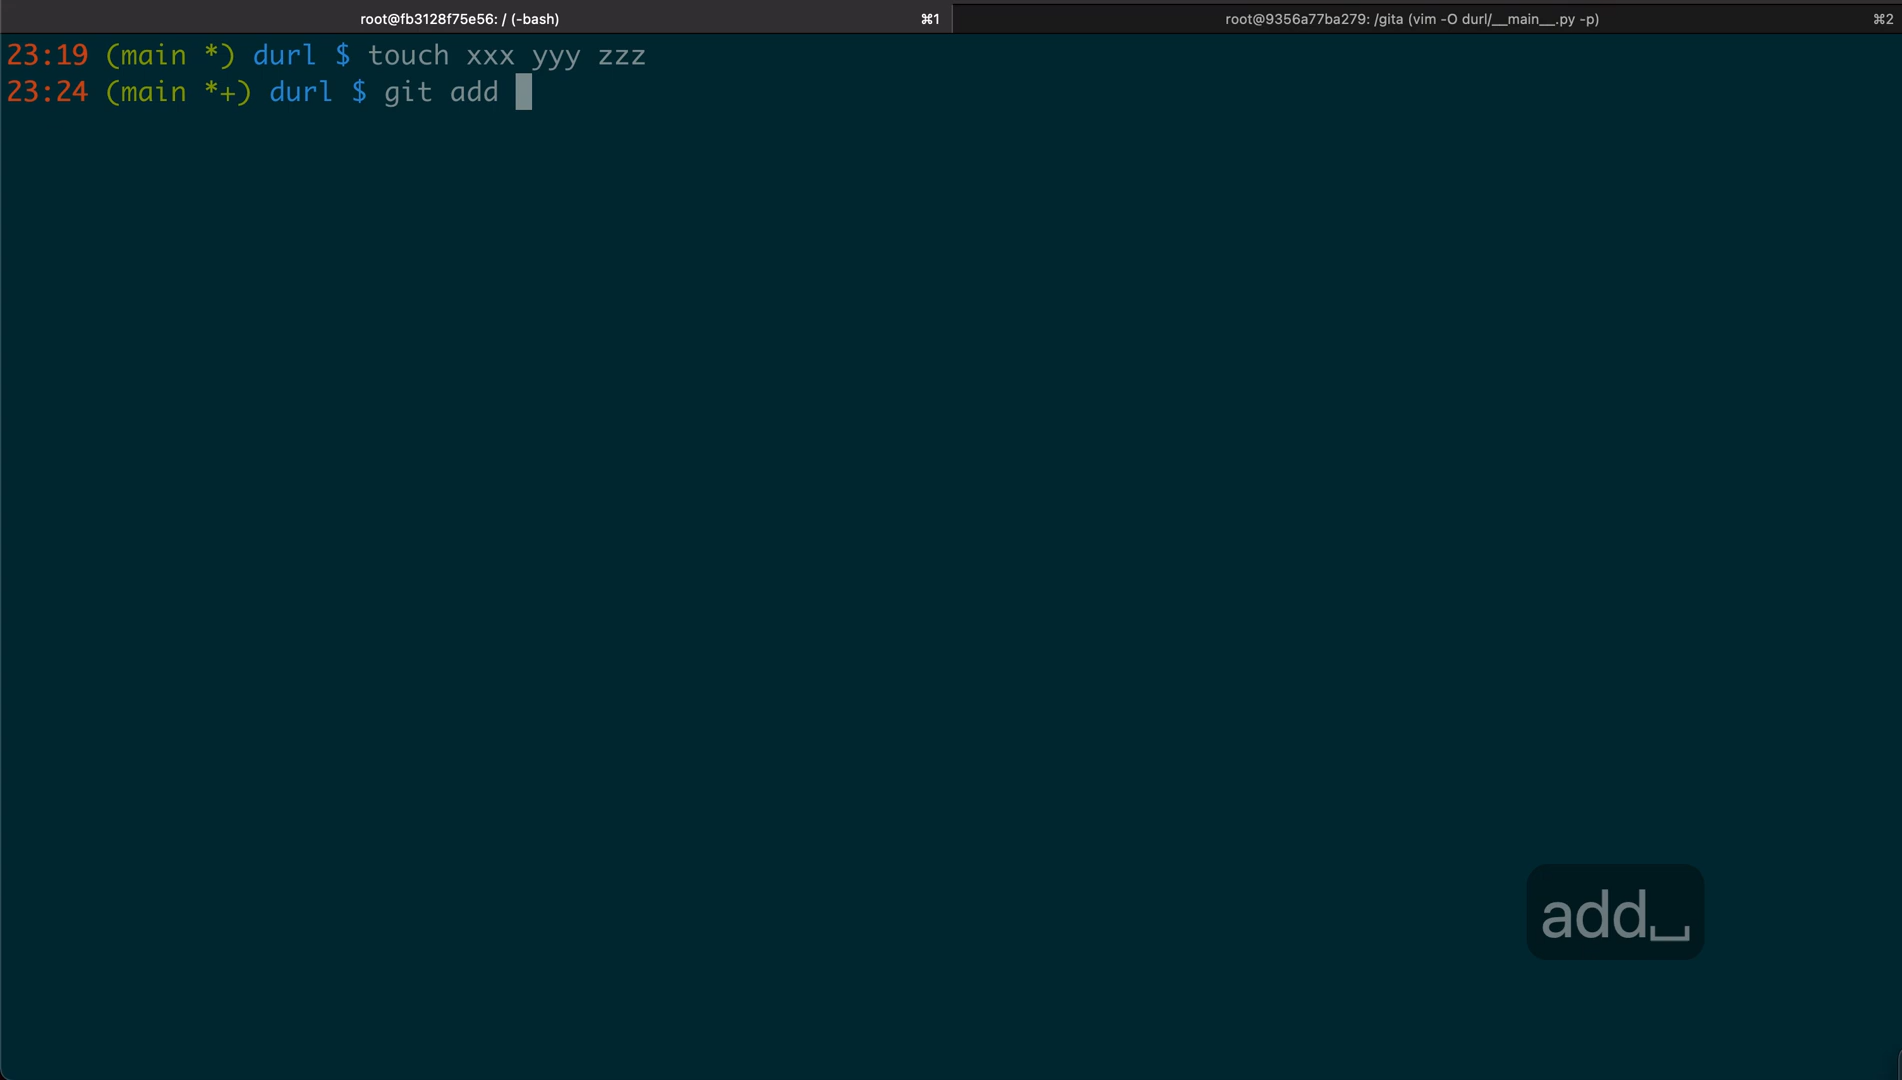 root@fb3128f75e56: / (-bash) ⌘1 root@9356a77ba279: /gita (vim -O durl/__main__.py -p) ⌘2
23:19 (main *) durl $ touch xxx yyy zzz
23:24 (main *+) durl $ git add
add␣